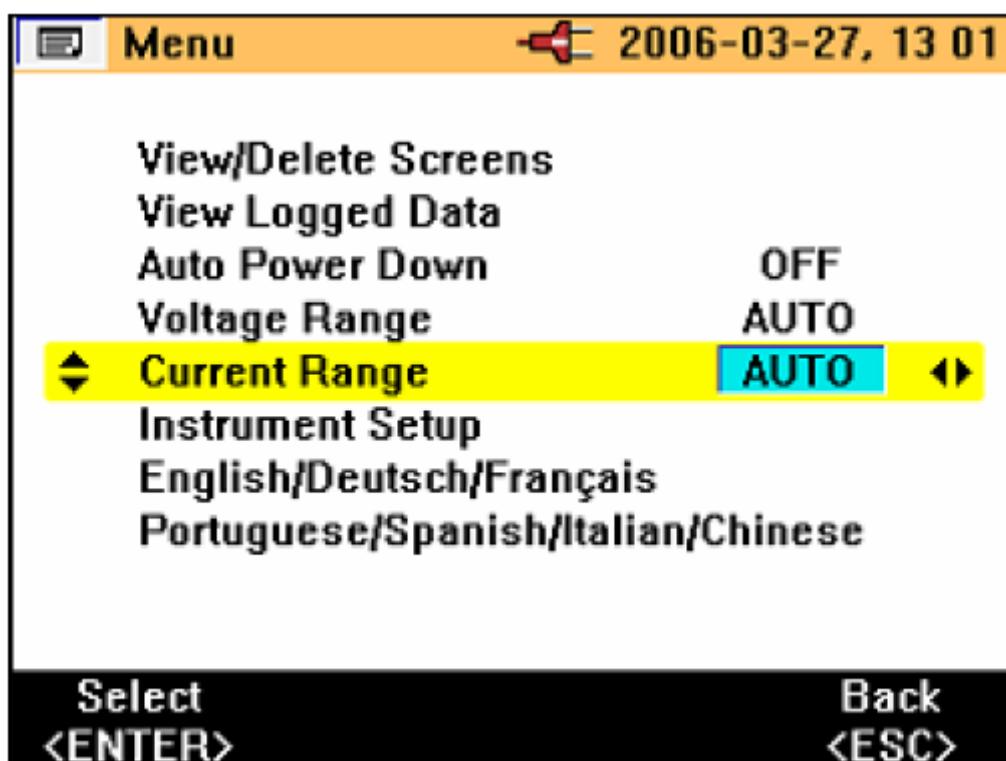 Menu 2006-03-27, 13 01
View/Delete Screens
View Logged Data
Auto Power Down OFF
Voltage Range AUTO
Current Range AUTO
Instrument Setup
English/Deutsch/Français
Portuguese/Spanish/Italian/Chinese
Select Back
<ENTER> <ESC>